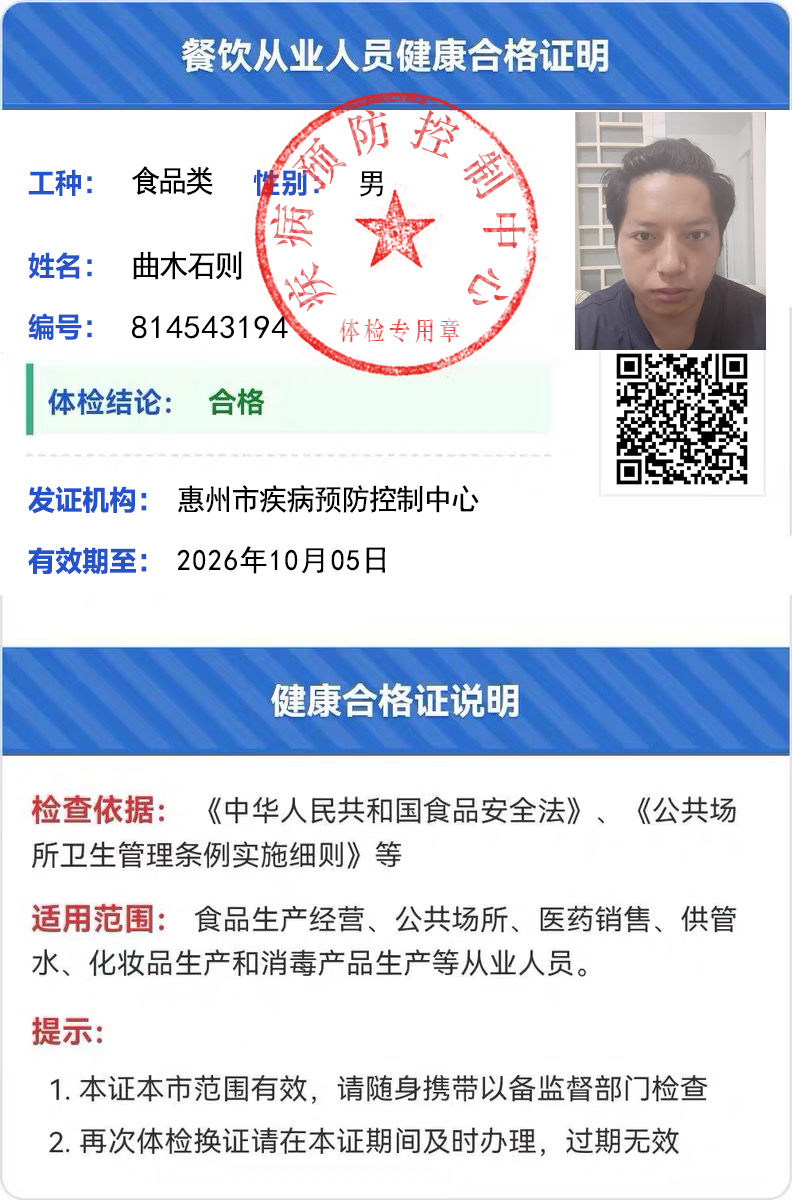 餐饮从业人员健康合格证明
工种： 食品类 性别： 男
姓名： 曲木石则
编号： 814543194
疾病预防控制中心
体检专用章
体检结论： 合格
发证机构： 惠州市疾病预防控制中心
有效期至： 2026年10月05日
健康合格证说明
检查依据： 《中华人民共和国食品安全法》、《公共场
所卫生管理条例实施细则》等
适用范围： 食品生产经营、公共场所、医药销售、供管
水、化妆品生产和消毒产品生产等从业人员。
提示：
1. 本证本市范围有效，请随身携带以备监督部门检查
2. 再次体检换证请在本证期间及时办理，过期无效